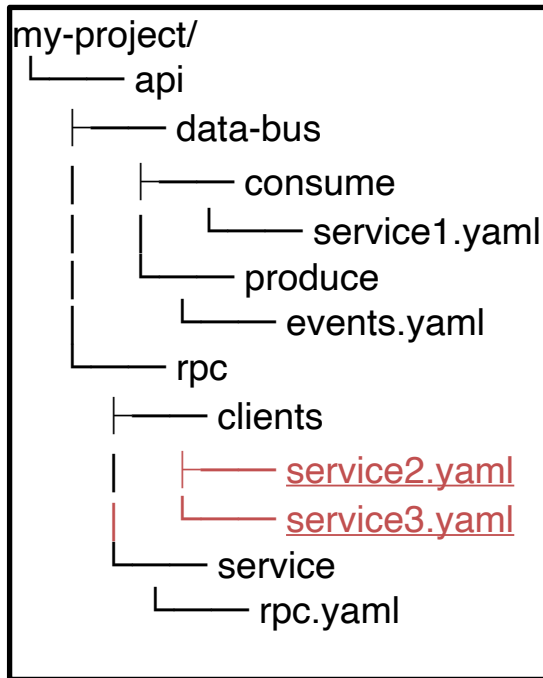 my-project/
└── api
├── data-bus
│ ├── consume
│ │ └── service1.yaml
│ └── produce
│ └── events.yaml
└── rpc
├── clients
│ ├── service2.yaml
│ └── service3.yaml
└── service
└── rpc.yaml